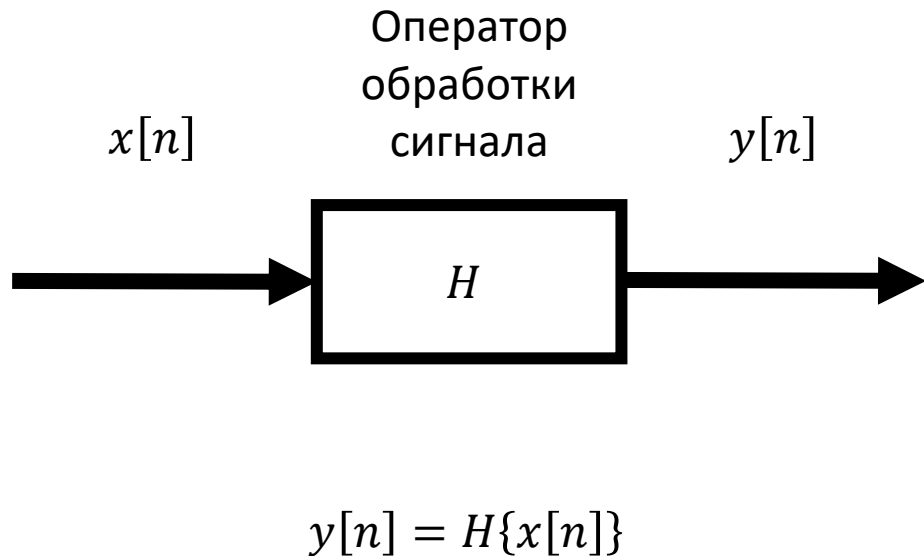 Оператор
обработки
сигнала
x[n]
y[n]
H
y[n] = H{x[n]}